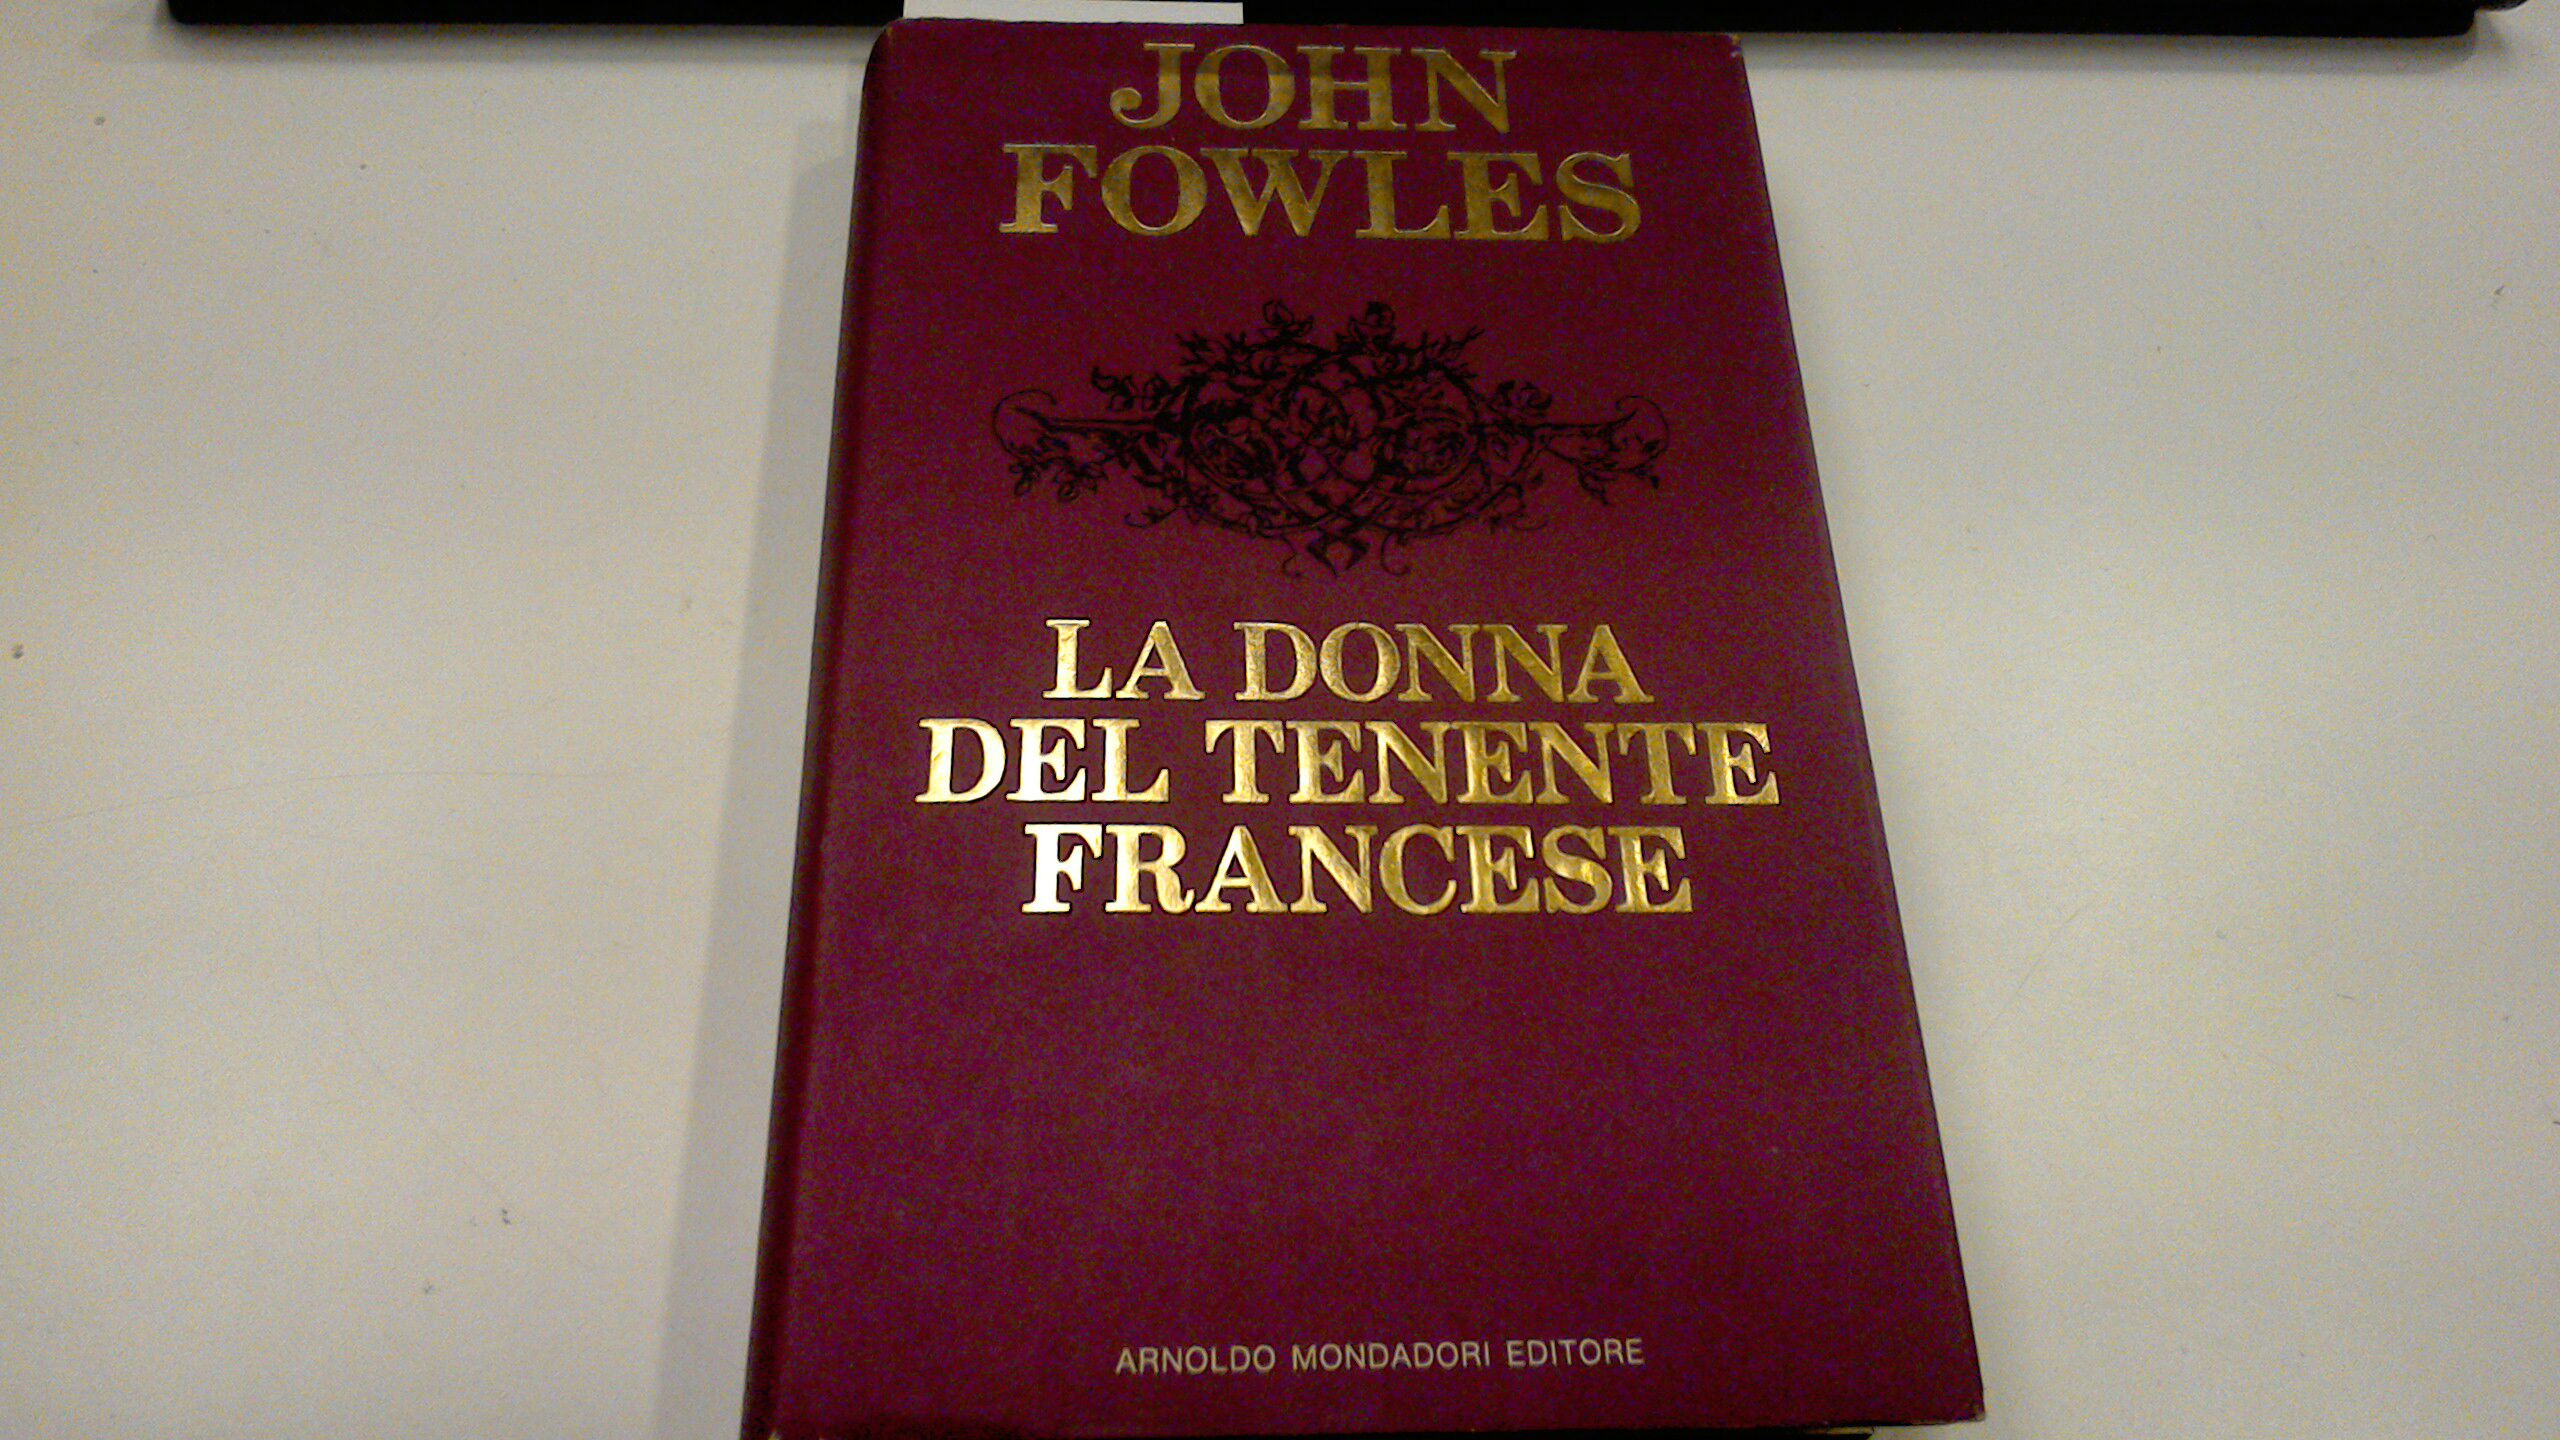 JOHN
FOWLES
LA DONNA
DEL TENENTE
FRANCESE
ARNOLDO MONDADORI EDITORE